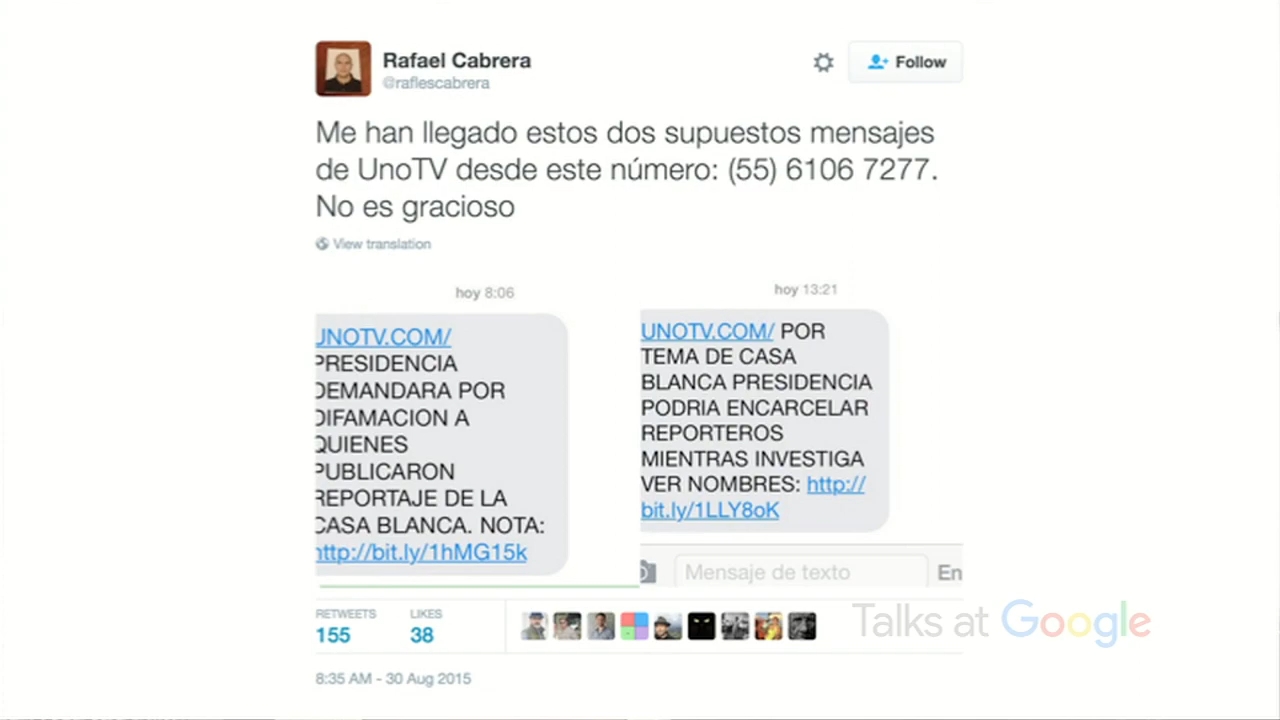 Rafael Cabrera
@raflescabrera
Follow
Me han llegado estos dos supuestos mensajes
de UnoTV desde este número: (55) 6106 7277.
No es gracioso
View translation
hoy 8:06
UNOTV.COM/
PRESIDENCIA
DEMANDARA POR
DIFAMACION A
QUIENES
PUBLICARON
REPORTAJE DE LA
CASA BLANCA. NOTA:
http://bit.ly/1hMG15k
hoy 13:21
UNOTV.COM/ POR
TEMA DE CASA
BLANCA PRESIDENCIA
PODRIA ENCARCELAR
REPORTEROS
MIENTRAS INVESTIGA
VER NOMBRES: http://
bit.ly/1LLY8oK
Mensaje de texto
En
RETWEETS
155
LIKES
38
Talks at Google
8:35 AM - 30 Aug 2015